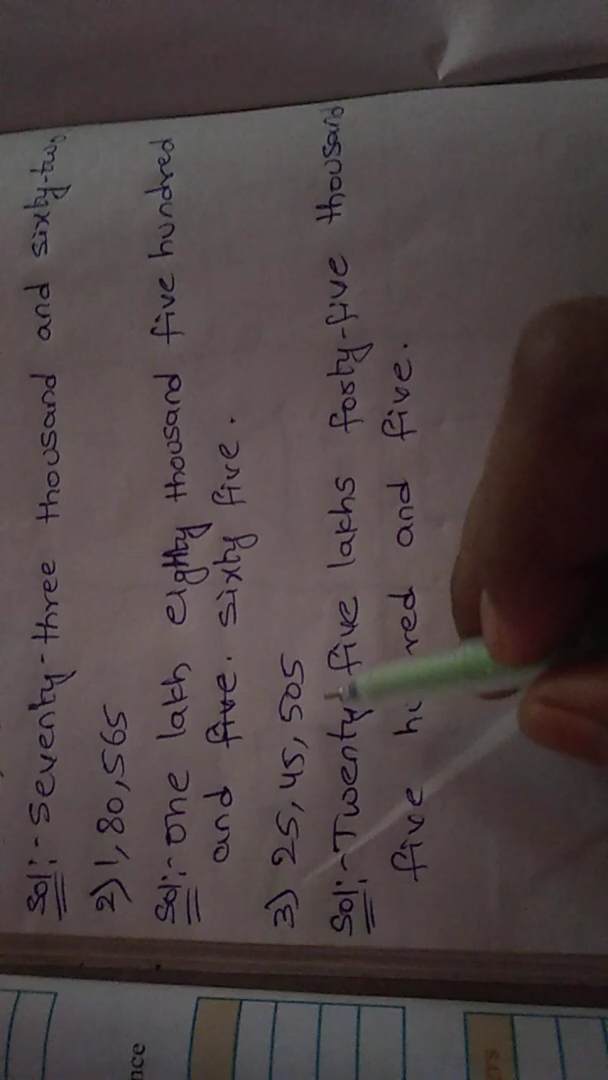 Sol:- Seventy-three thousand and sixty-two
2) 1,80,565
Sol:- one lakh eighty thousand five hundred
and five. sixty five.
3) 25,45,505
Sol:- Twenty five lakhs forty-five thousand
five red and five.
nce